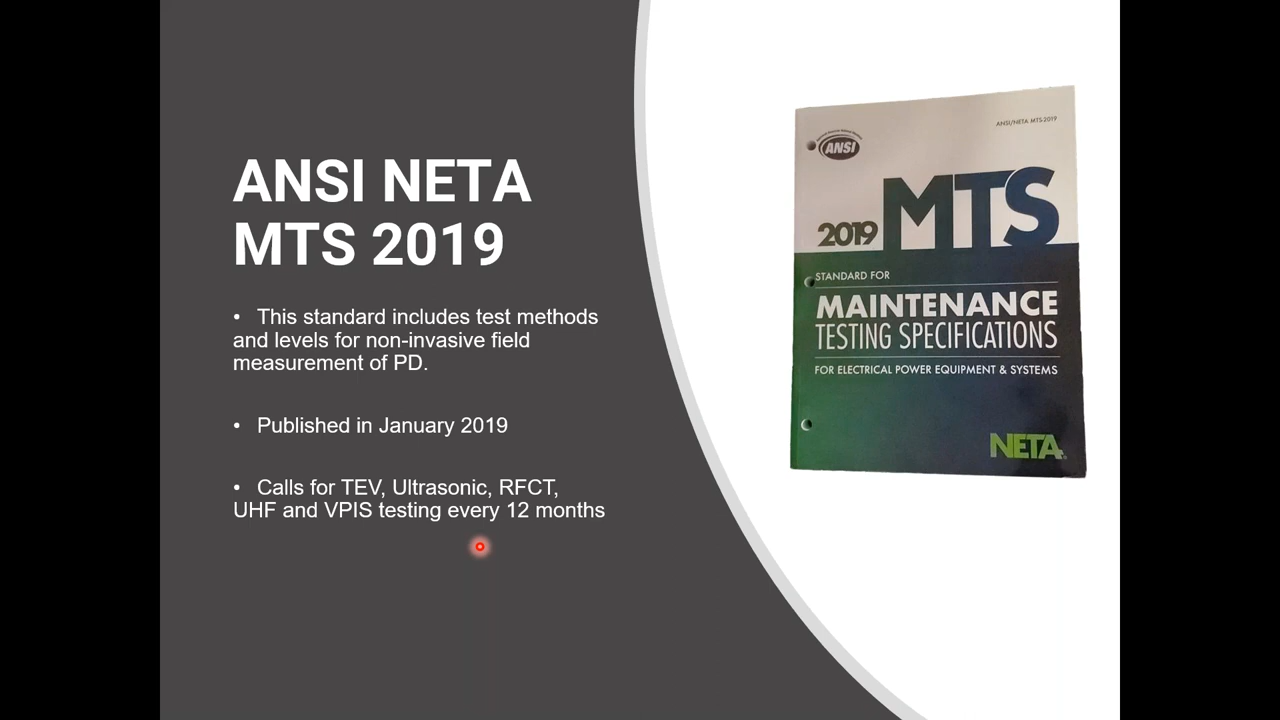 ANSI NETA
MTS 2019
• This standard includes test methods
and levels for non-invasive field
measurement of PD.
• Published in January 2019
• Calls for TEV, Ultrasonic, RFCT,
UHF and VPIS testing every 12 months
ANSI/NETA MTS2019
ANSI
2019 MTS
STANDARD FOR
MAINTENANCE
TESTING SPECIFICATIONS
FOR ELECTRICAL POWER EQUIPMENT & SYSTEMS
NETA